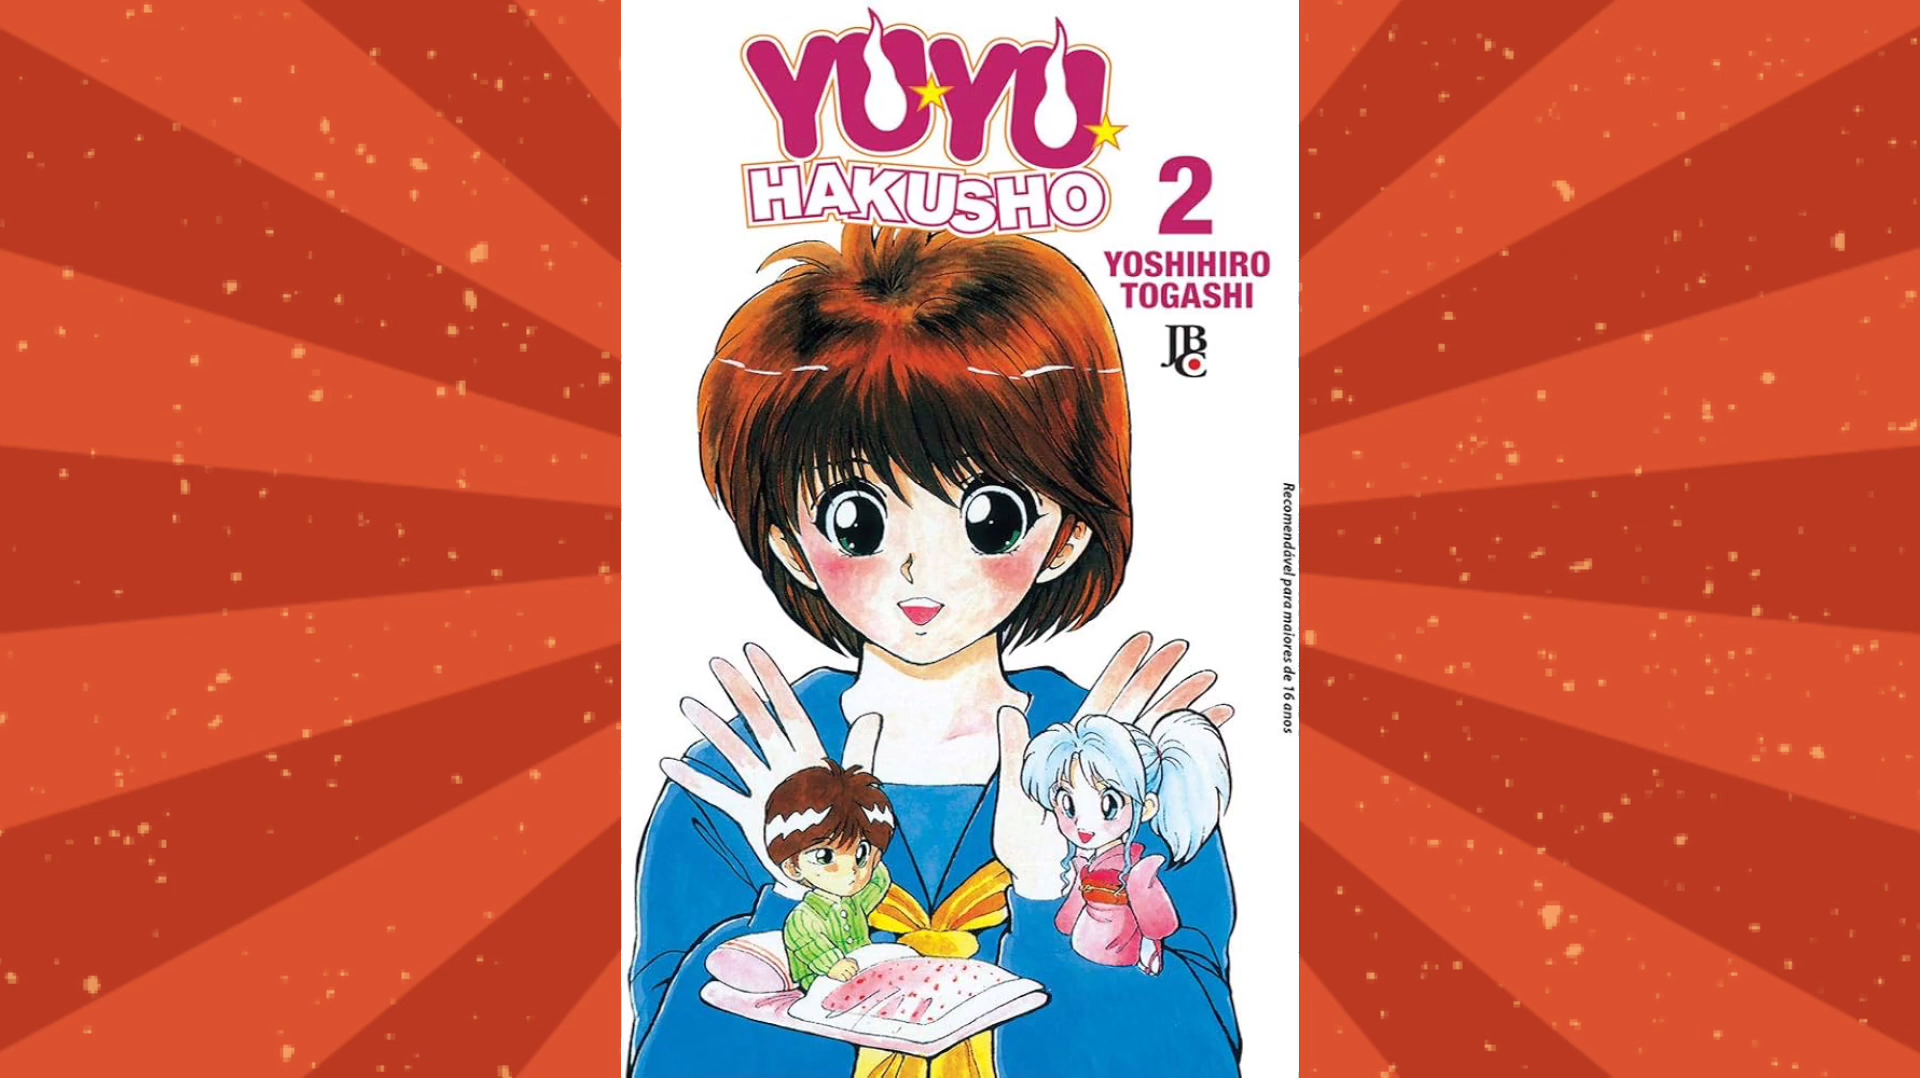 YUYU
HAKUSHO
2
YOSHIHIRO
TOGASHI
JBC
Recomendável para maiores de 16 anos